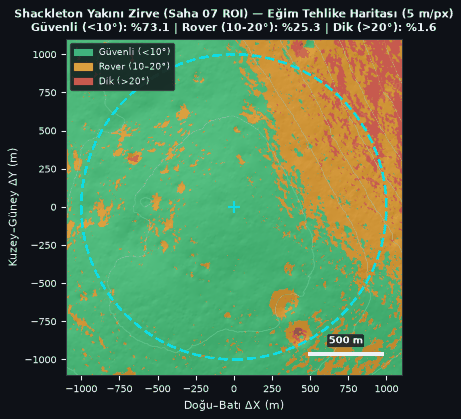 Shackleton Yakını Zirve (Saha 07 ROI) — Eğim Tehlike Haritası (5 m/px)
Güvenli (<10°): %73.1 | Rover (10-20°): %25.3 | Dik (>20°): %1.6
Güvenli (<10°)
Rover (10–20°)
Dik (>20°)
1000
750
500
250
0
−250
−500
−750
−1000
Kuzey–Güney ΔY (m)
500 m
−1000 −750 −500 −250 0 250 500 750 1000
Doğu–Batı ΔX (m)